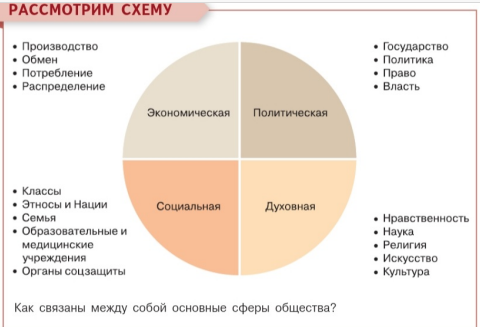 РАССМОТРИМ СХЕМУ
• Производство
• Обмен
• Потребление
• Распределение
• Государство
• Политика
• Право
• Власть
Экономическая
Политическая
Социальная
Духовная
• Классы
• Этносы и Нации
• Семья
• Образовательные и
медицинские
учреждения
• Органы соцзащиты
• Нравственность
• Наука
• Религия
• Искусство
• Культура
Как связаны между собой основные сферы общества?